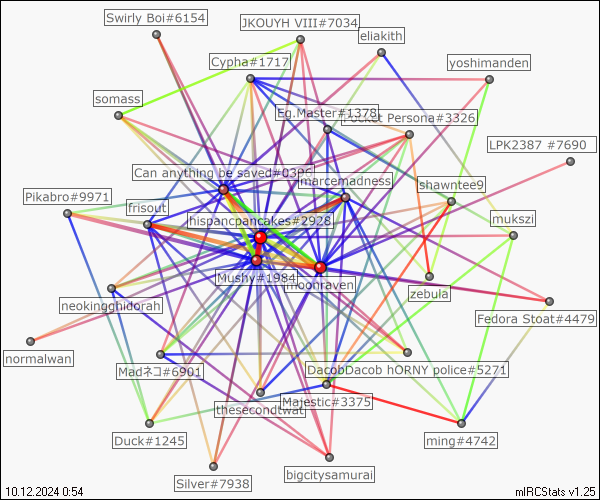 Swirly Boi#6154
JKOUYH VIII#7034
eliakith
Cypha#1717
yoshimanden
somass
Eg.Master#1378
Pocket Persona#3326
LPK2387 #7690
Can anything be saved#0396
marcemadness
shawntee9
Pikabro#9971
frisout
hispancpancakes#2928
mukszi
Mushy#1984
moonraven
zebula
neokingghidorah
Fedora Stoat#4479
normalwan
Madネコ#6901
DacobDacob hORNY police#5271
thesecondtwat
Majestic#3375
Duck#1245
ming#4742
Silver#7938
bigcitysamurai
10.12.2024 0:54
mIRCStats v1.25